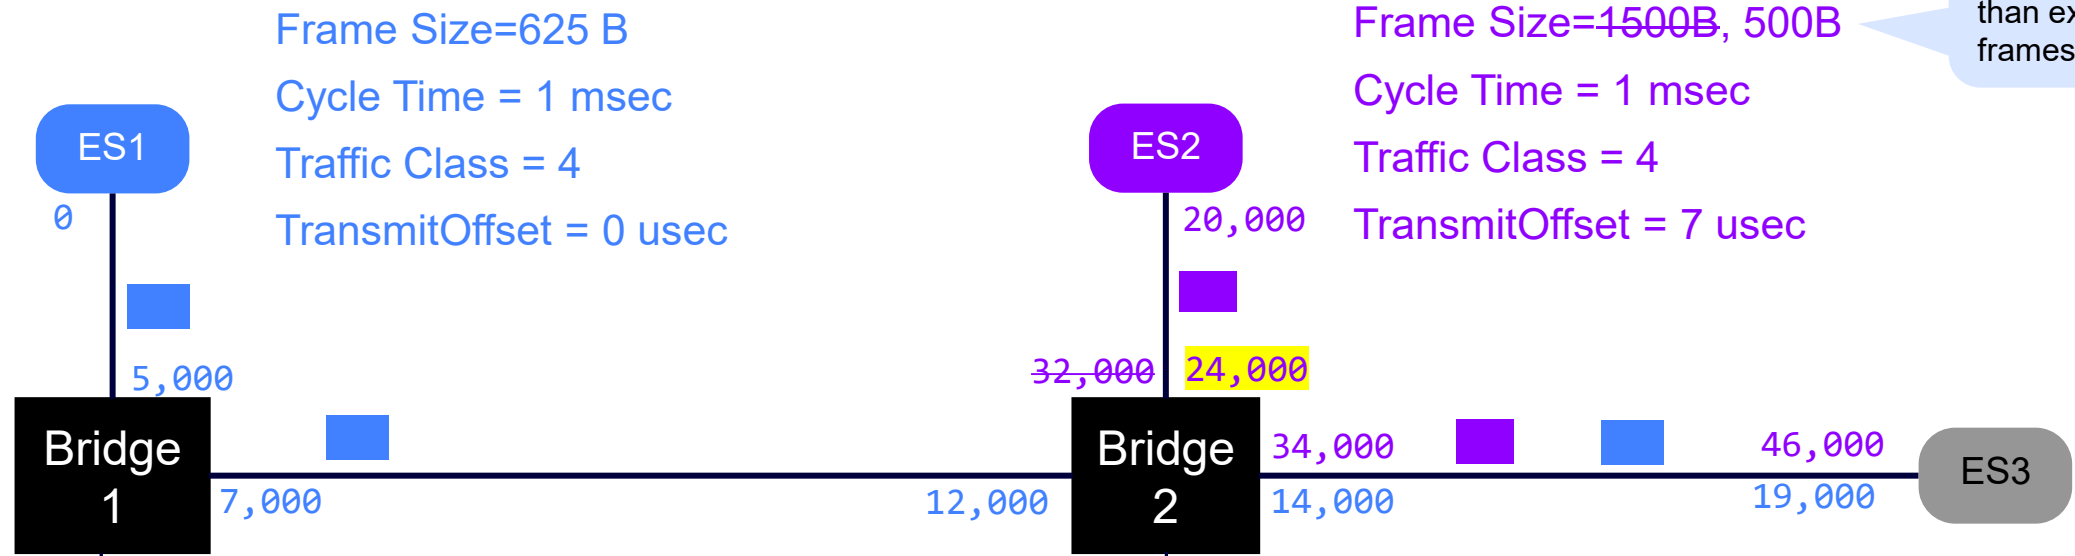 Frame Size=625 B
Cycle Time = 1 msec
Traffic Class = 4
TransmitOffset = 0 usec
Frame Size=1500B, 500B
Cycle Time = 1 msec
Traffic Class = 4
TransmitOffset = 7 usec
than ex
frames
ES1
0
5,000
Bridge
1
7,000
12,000
ES2
20,000
32,000
24,000
Bridge
2
34,000
14,000
46,000
19,000
ES3